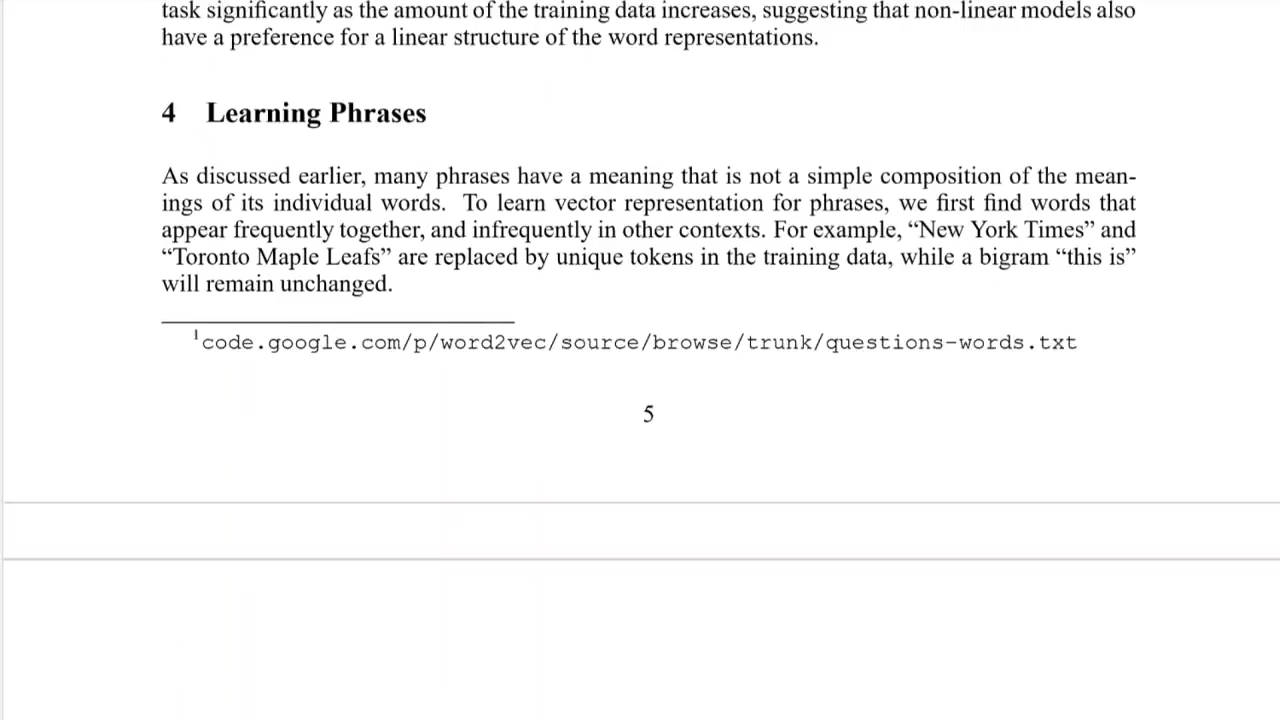 task significantly as the amount of the training data increases, suggesting that non-linear models also
have a preference for a linear structure of the word representations.
4 Learning Phrases
As discussed earlier, many phrases have a meaning that is not a simple composition of the mean-
ings of its individual words. To learn vector representation for phrases, we first find words that
appear frequently together, and infrequently in other contexts. For example, “New York Times” and
“Toronto Maple Leafs” are replaced by unique tokens in the training data, while a bigram “this is”
will remain unchanged.
1code.google.com/p/word2vec/source/browse/trunk/questions-words.txt
5